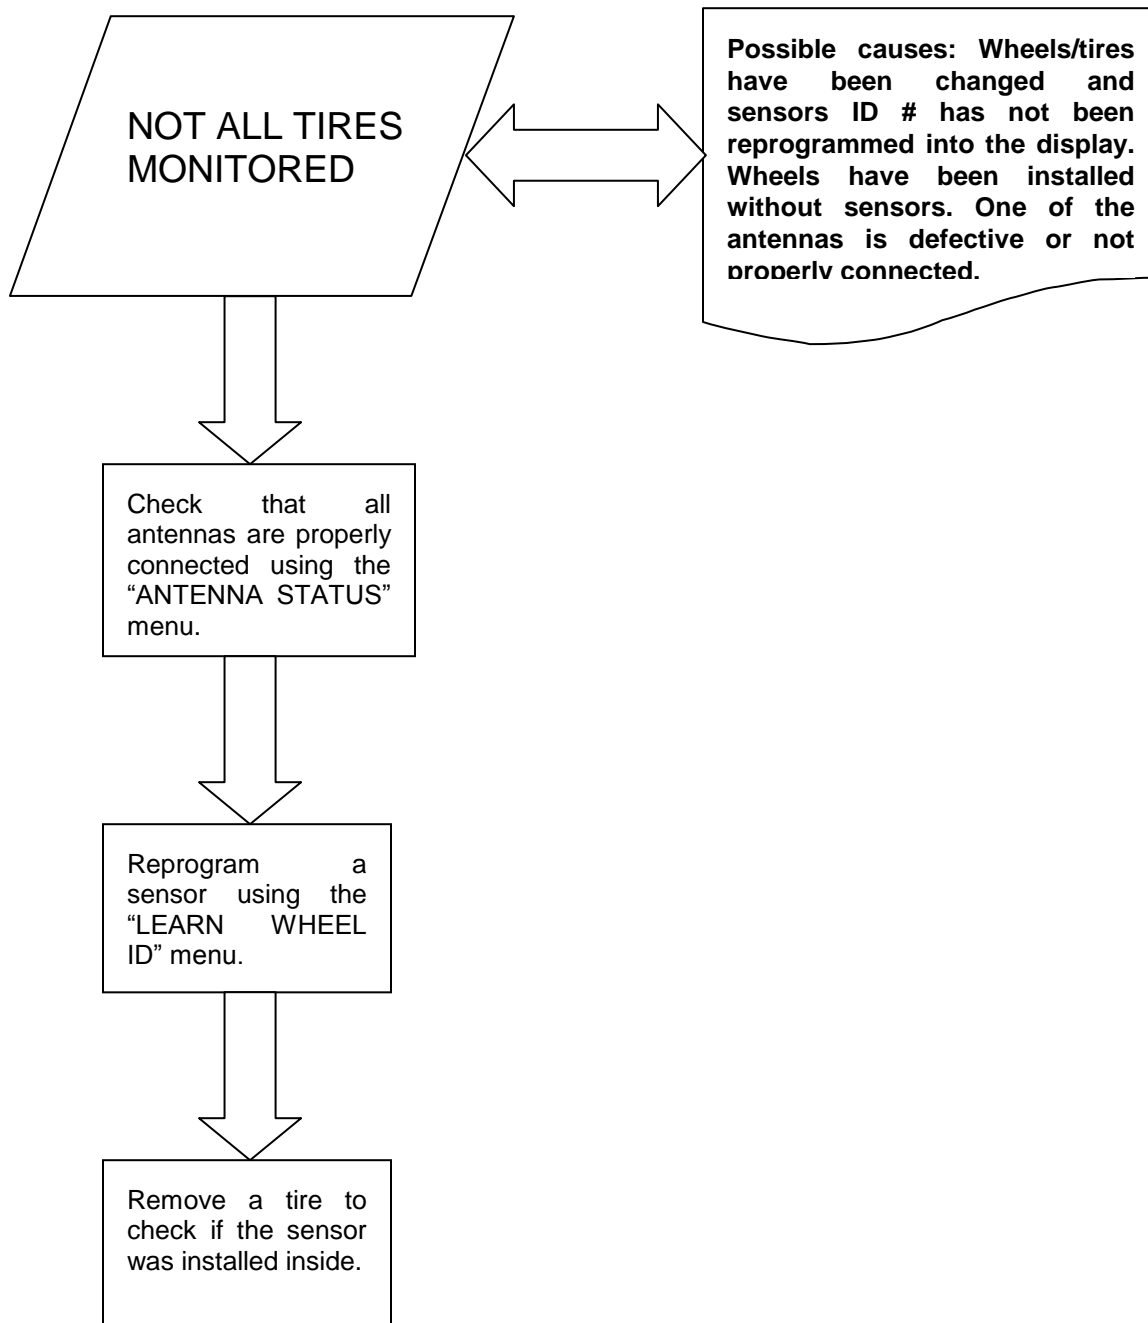 NOT ALL TIRES
MONITORED
Possible causes: Wheels/tires
have been changed and
sensors ID # has not been
reprogrammed into the display.
Wheels have been installed
without sensors. One of the
antennas is defective or not
properly connected.
Check that all
antennas are properly
connected using the
“ANTENNA STATUS”
menu.
Reprogram a
sensor using the
“LEARN WHEEL
ID” menu.
Remove a tire to
check if the sensor
was installed inside.